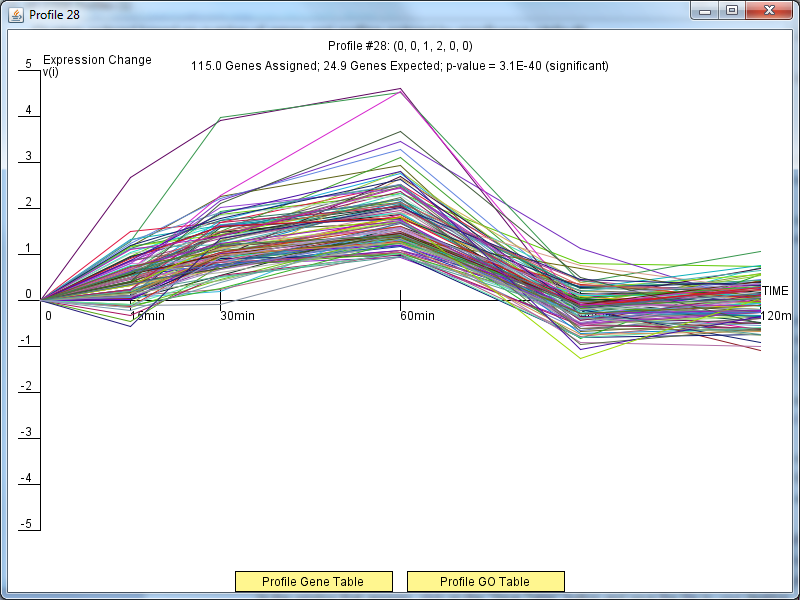 Profile 28
Profile #28: (0, 0, 1, 2, 0, 0)
Expression Change
v(i)
115.0 Genes Assigned; 24.9 Genes Expected; p-value = 3.1E-40 (significant)
5
4
3
2
1
0
-1
-2
-3
-4
-5
TIME
0
15min
30min
60min
120m
Profile Gene Table
Profile GO Table